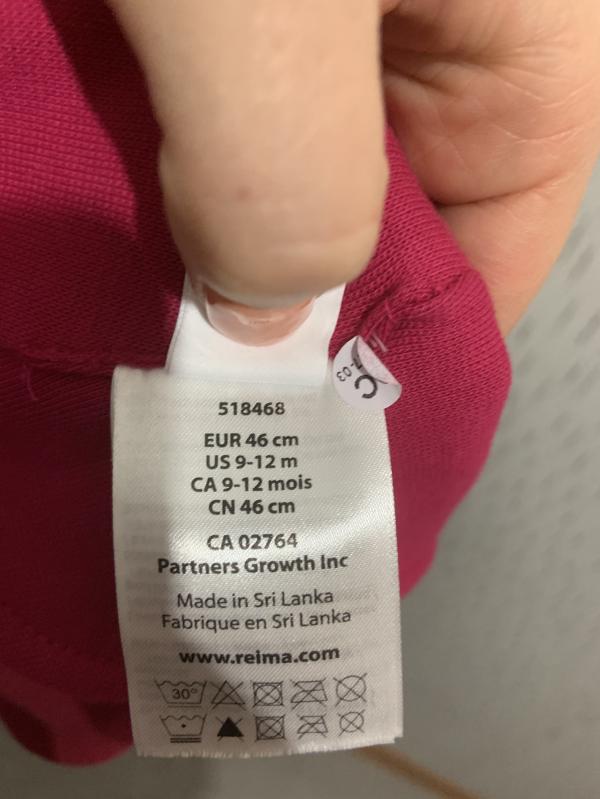 518468
EUR 46 cm
US 9-12 m
CA 9-12 mois
CN 46 cm
CA 02764
Partners Growth Inc
Made in Sri Lanka
Fabrique en Sri Lanka
www.reima.com
30°
C